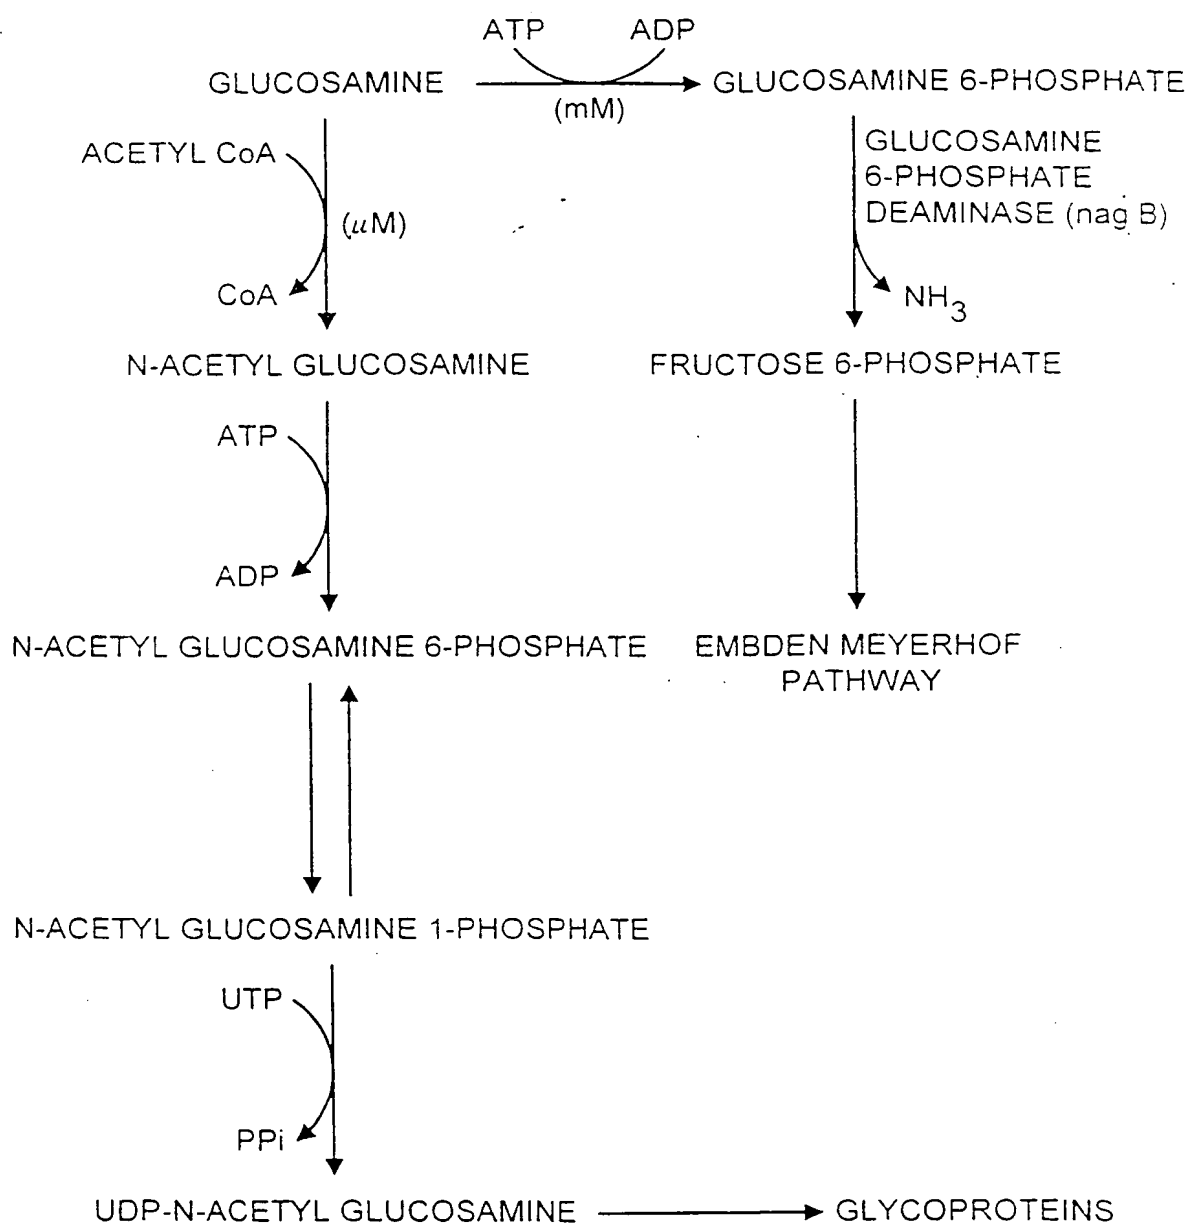 ATP ADP
GLUCOSAMINE GLUCOSAMINE 6-PHOSPHATE
(mM)
ACETYL CoA
(μM)
CoA
GLUCOSAMINE
6-PHOSPHATE
DEAMINASE (nag B)
NH3
N-ACETYL GLUCOSAMINE FRUCTOSE 6-PHOSPHATE
ATP
ADP
N-ACETYL GLUCOSAMINE 6-PHOSPHATE EMBDEN MEYERHOF
PATHWAY
N-ACETYL GLUCOSAMINE 1-PHOSPHATE
UTP
PPi
UDP-N-ACETYL GLUCOSAMINE GLYCOPROTEINS